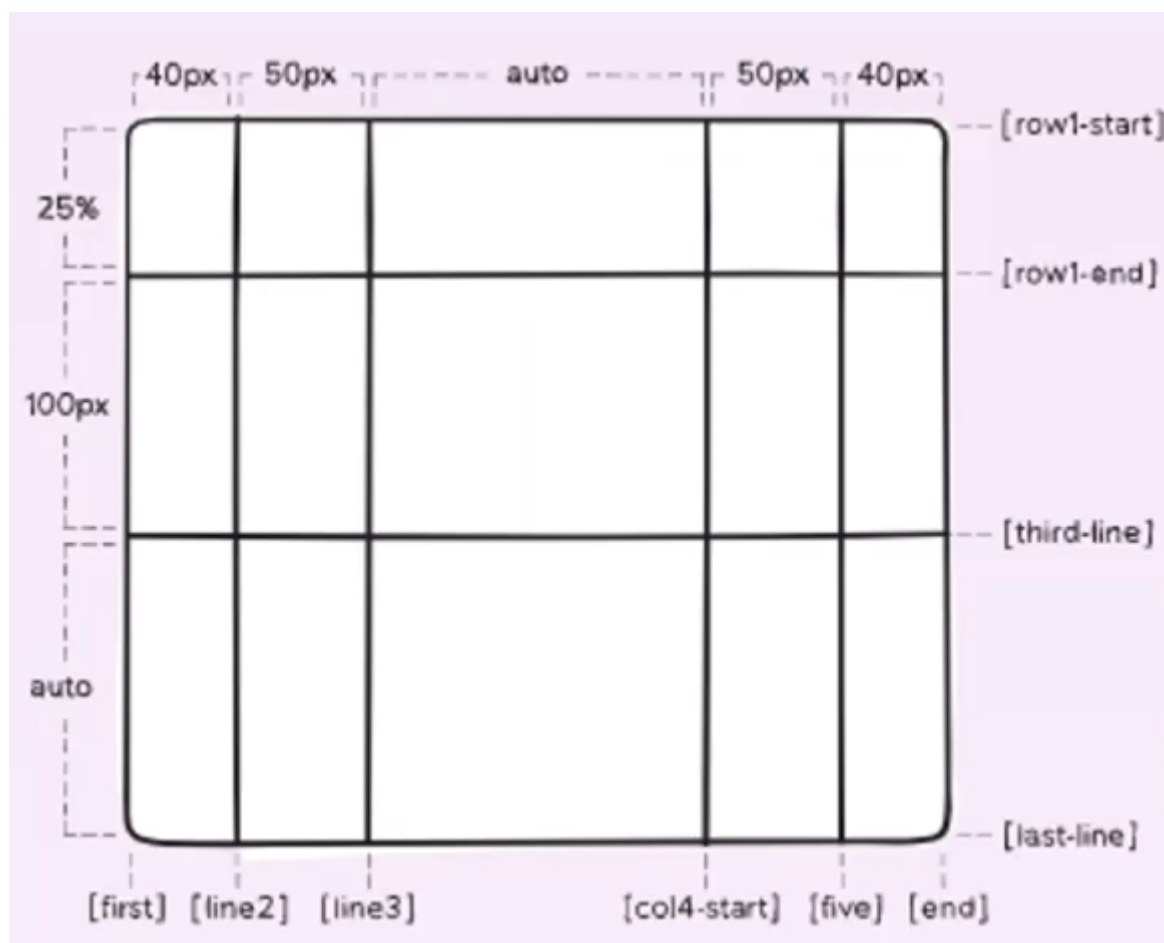 40px 50px auto 50px 40px
[row1-start]
25%
[row1-end]
100px
[third-line]
auto
[last-line]
[first] [line2] [line3] [col4-start] [five] [end]